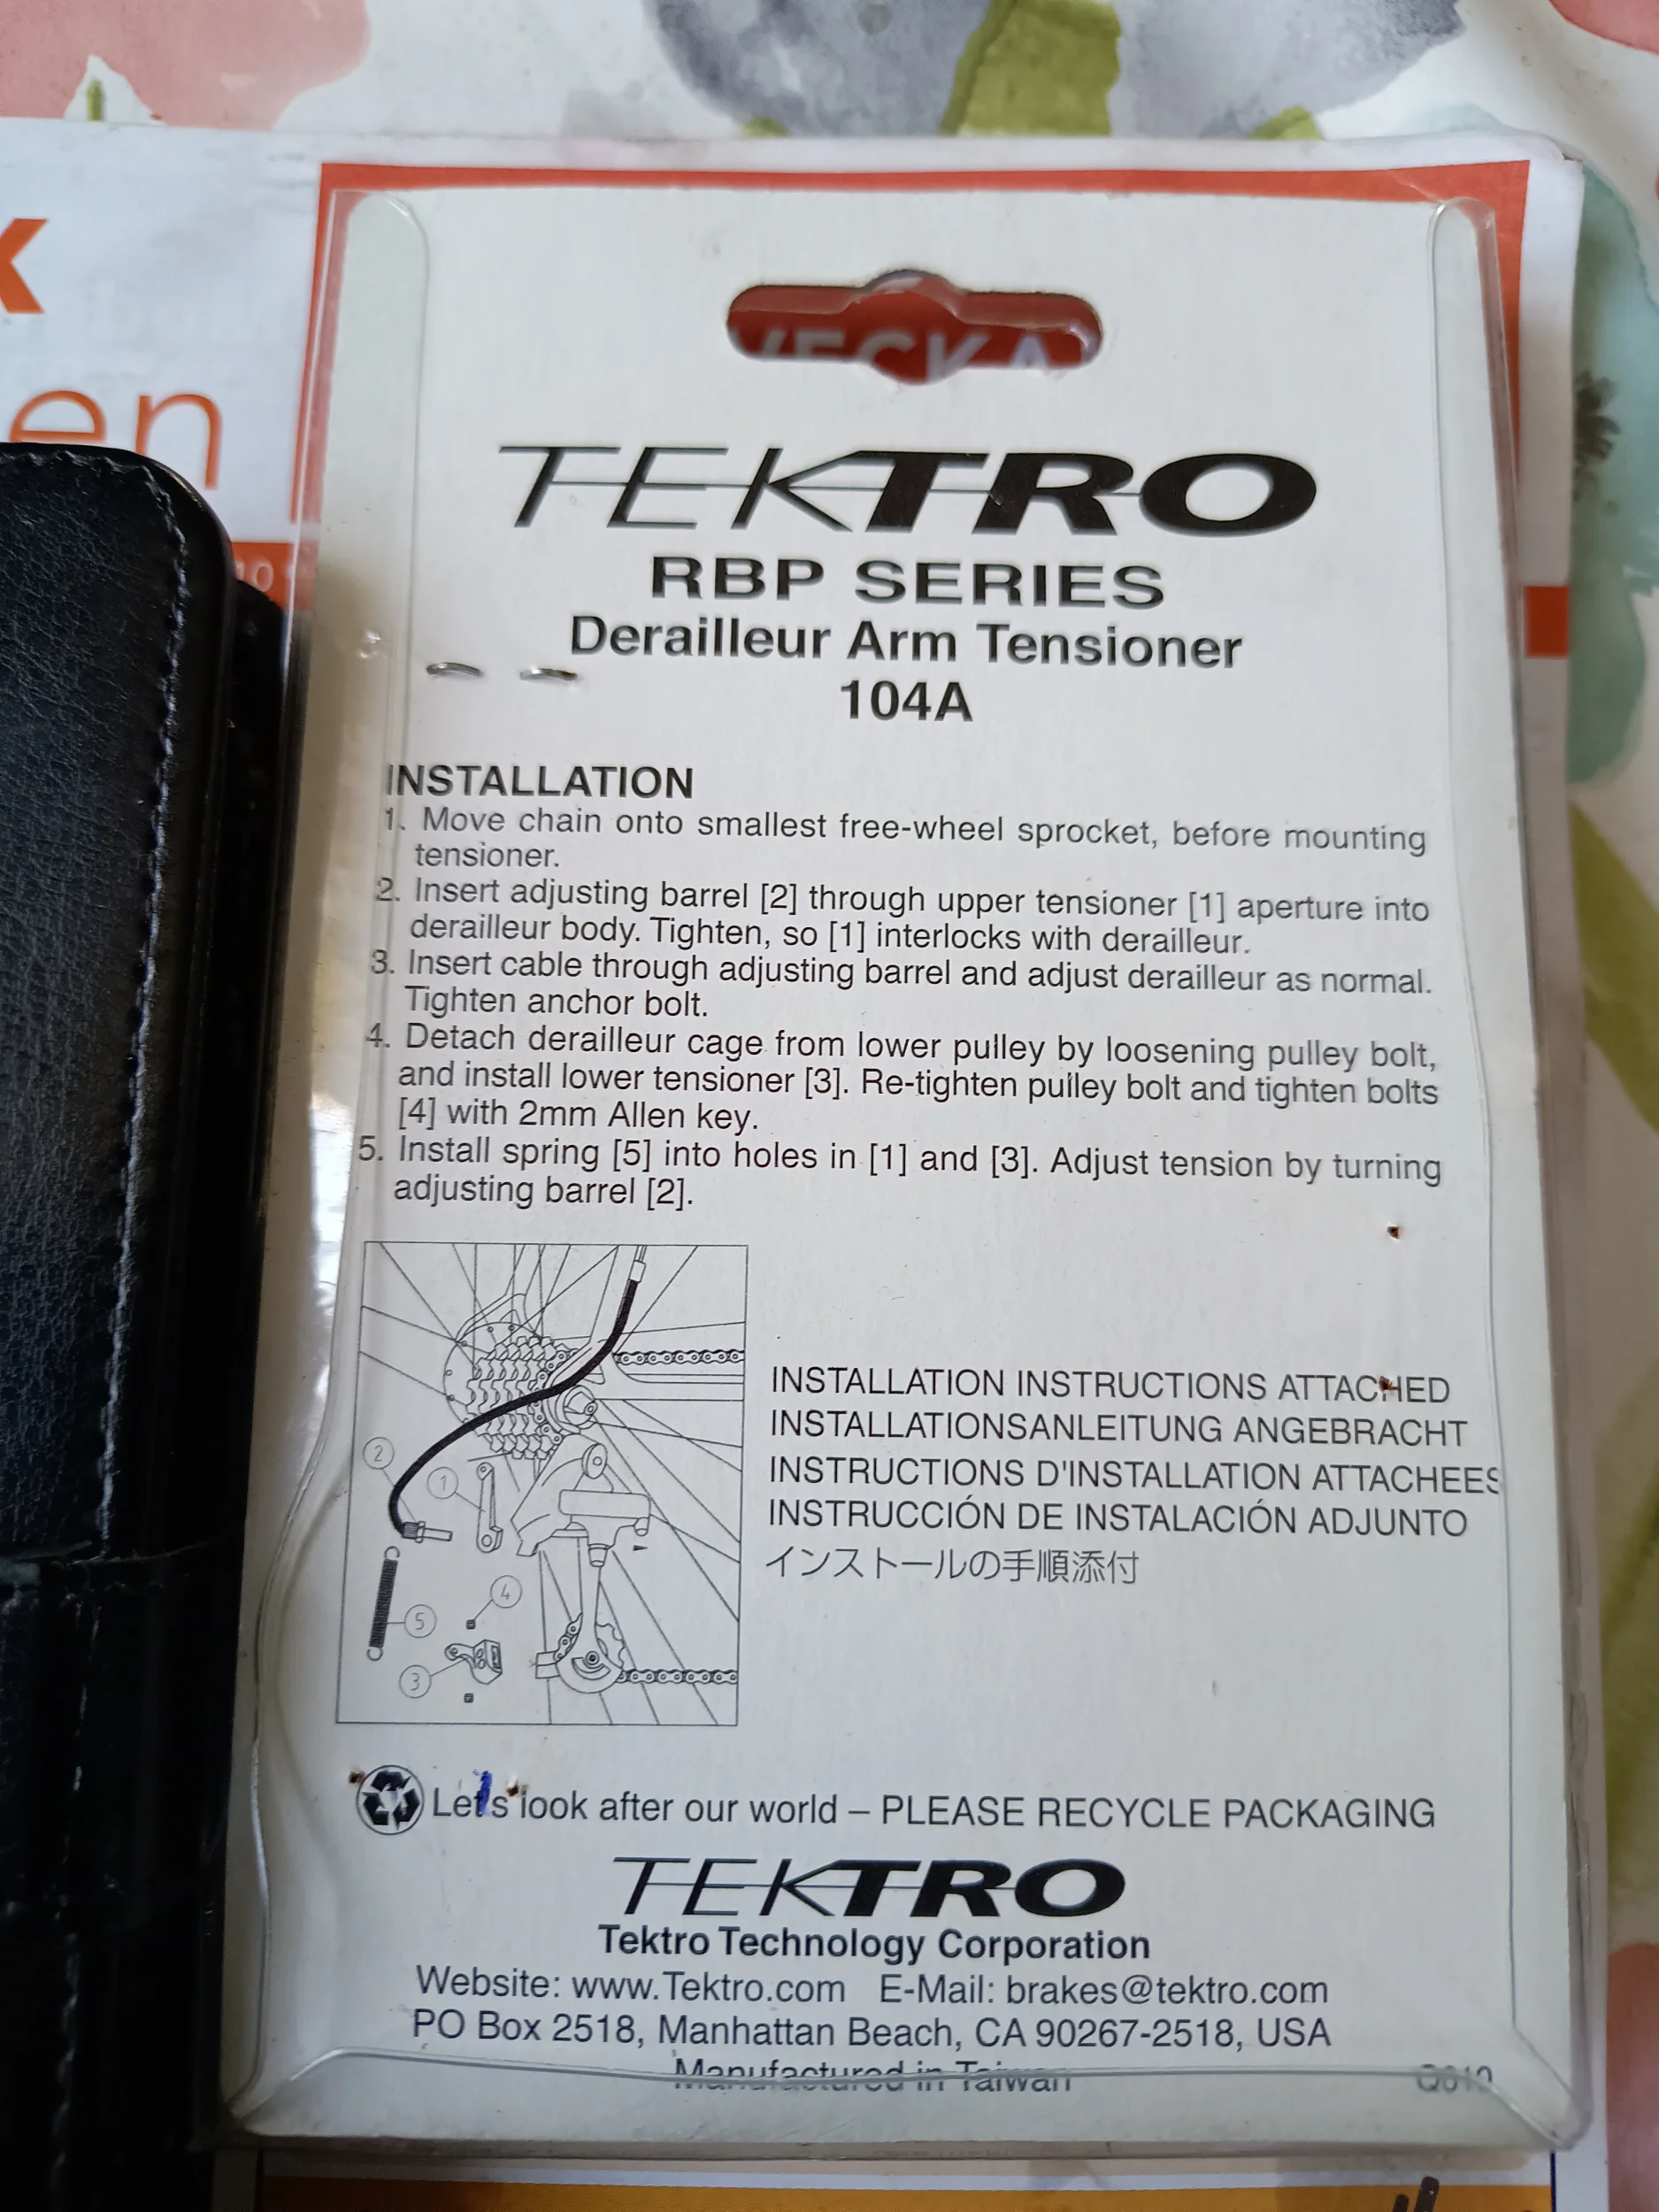 en
10
VECKA
TEKTRO
RBP SERIES
Derailleur Arm Tensioner
104A
INSTALLATION
1. Move chain onto smallest free-wheel sprocket, before mounting
tensioner.
2. Insert adjusting barrel [2] through upper tensioner [1] aperture into
derailleur body. Tighten, so [1] interlocks with derailleur.
3. Insert cable through adjusting barrel and adjust derailleur as normal.
Tighten anchor bolt.
4. Detach derailleur cage from lower pulley by loosening pulley bolt,
and install lower tensioner [3]. Re-tighten pulley bolt and tighten bolts
[4] with 2mm Allen key.
5. Install spring [5] into holes in [1] and [3]. Adjust tension by turning
adjusting barrel [2].
2
1
4
5
3
INSTALLATION INSTRUCTIONS ATTACHED
INSTALLATIONSANLEITUNG ANGEBRACHT
INSTRUCTIONS D'INSTALLATION ATTACHEES
INSTRUCCIÓN DE INSTALACIÓN ADJUNTO
インストールの手順添付
Let's look after our world – PLEASE RECYCLE PACKAGING
TEKTRO
Tektro Technology Corporation
Website: www.Tektro.com E-Mail: brakes@tektro.com
PO Box 2518, Manhattan Beach, CA 90267-2518, USA
Manufactured in Taiwan